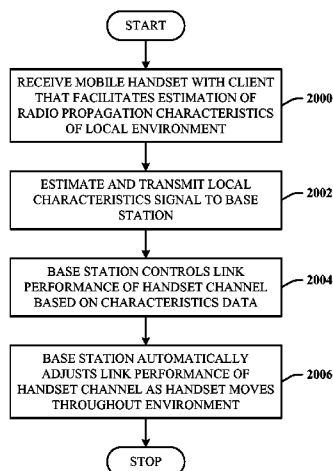 START
RECEIVE MOBILE HANDSET WITH CLIENT
THAT FACILITATES ESTIMATION OF
RADIO PROPAGATION CHARACTERISTICS
OF LOCAL ENVIRONMENT
2000
ESTIMATE AND TRANSMIT LOCAL
CHARACTERISTICS SIGNAL TO BASE
STATION
2002
BASE STATION CONTROLS LINK
PERFORMANCE OF HANDSET CHANNEL
BASED ON CHARACTERISTICS DATA
2004
BASE STATION AUTOMATICALLY
ADJUSTS LINK PERFORMANCE OF
HANDSET CHANNEL AS HANDSET MOVES
THROUGHOUT ENVIRONMENT
2006
STOP